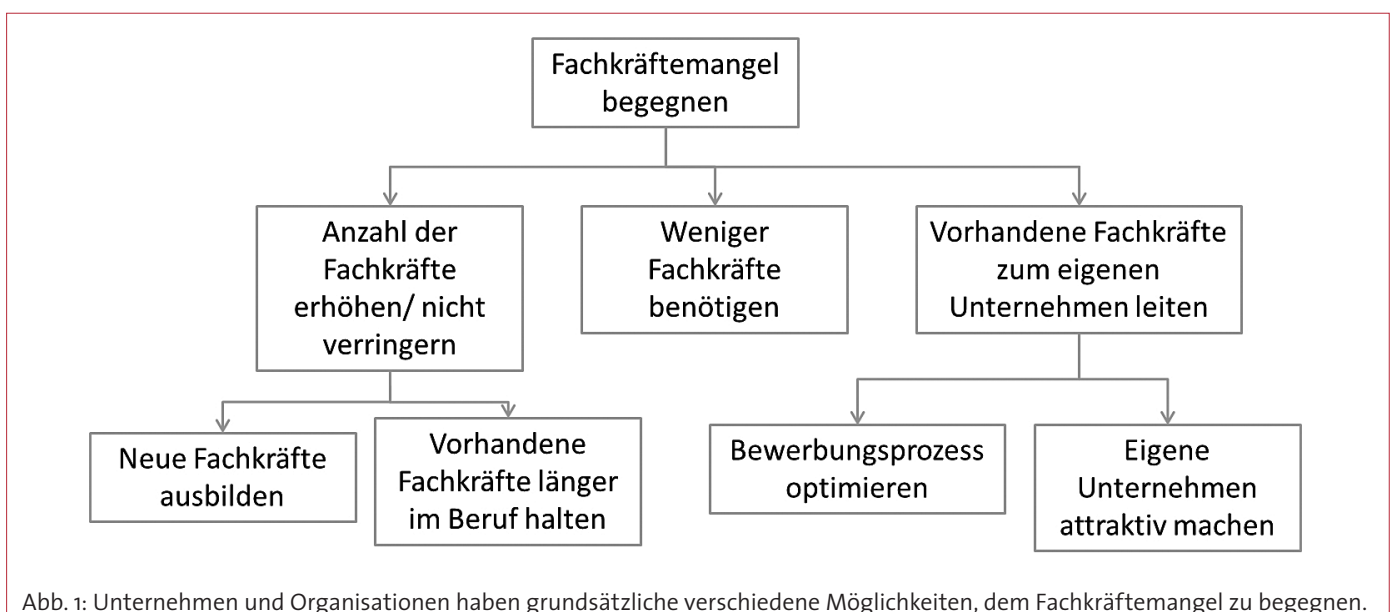 Fachkräftemangel
begegnen
Anzahl der
Fachkräfte
erhöhen/ nicht
verringern
Weniger
Fachkräfte
benötigen
Vorhandene Fachkräfte
zum eigenen
Unternehmen leiten
Neue Fachkräfte
ausbilden
Vorhandene
Fachkräfte länger
im Beruf halten
Bewerbungsprozess
optimieren
Eigene
Unternehmen
attraktiv machen
Abb. 1: Unternehmen und Organisationen haben grundsätzliche verschiedene Möglichkeiten, dem Fachkräftemangel zu begegnen.